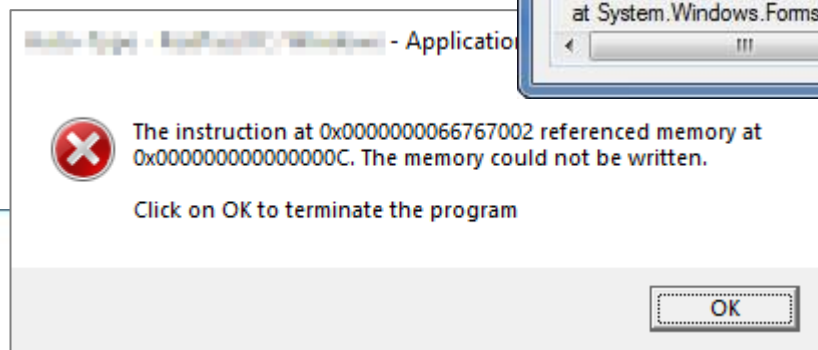 at System.Windows.Forms
- Application
The instruction at 0x0000000066767002 referenced memory at
0x000000000000000C. The memory could not be written.
Click on OK to terminate the program
OK